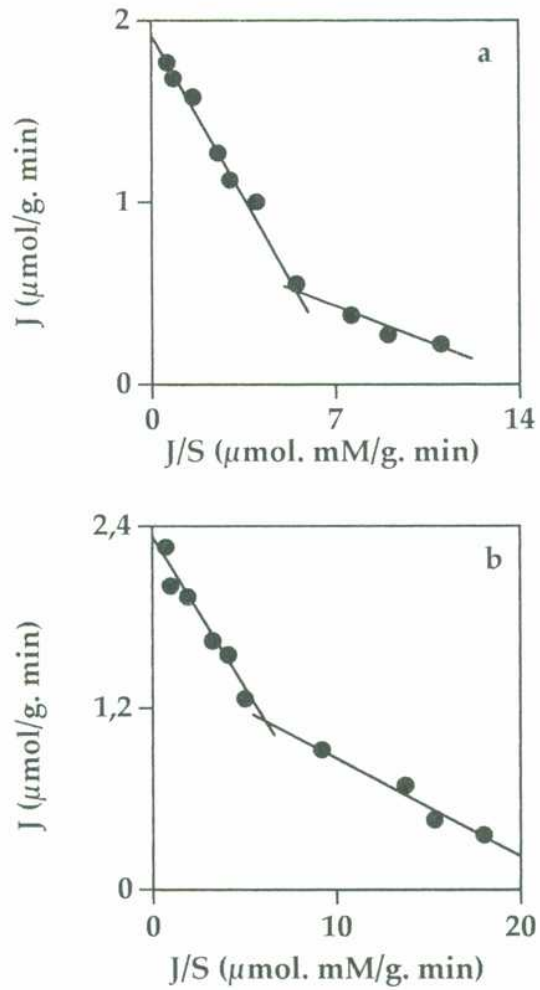 2
a
J (μmol/g. min)
1
0
0 7 14
J/S (μmol. mM/g. min)
2,4
b
J (μmol/g. min)
1,2
0
0 10 20
J/S (μmol. mM/g. min)